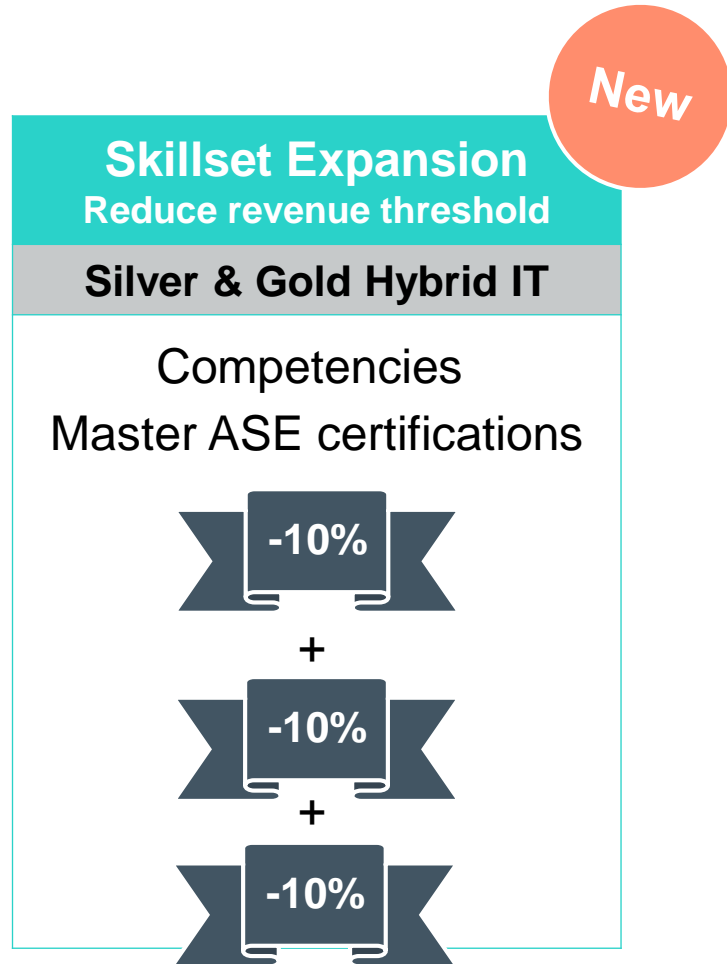 New
Skillset Expansion
Reduce revenue threshold
Silver & Gold Hybrid IT
Competencies
Master ASE certifications
-10%
+
-10%
+
-10%